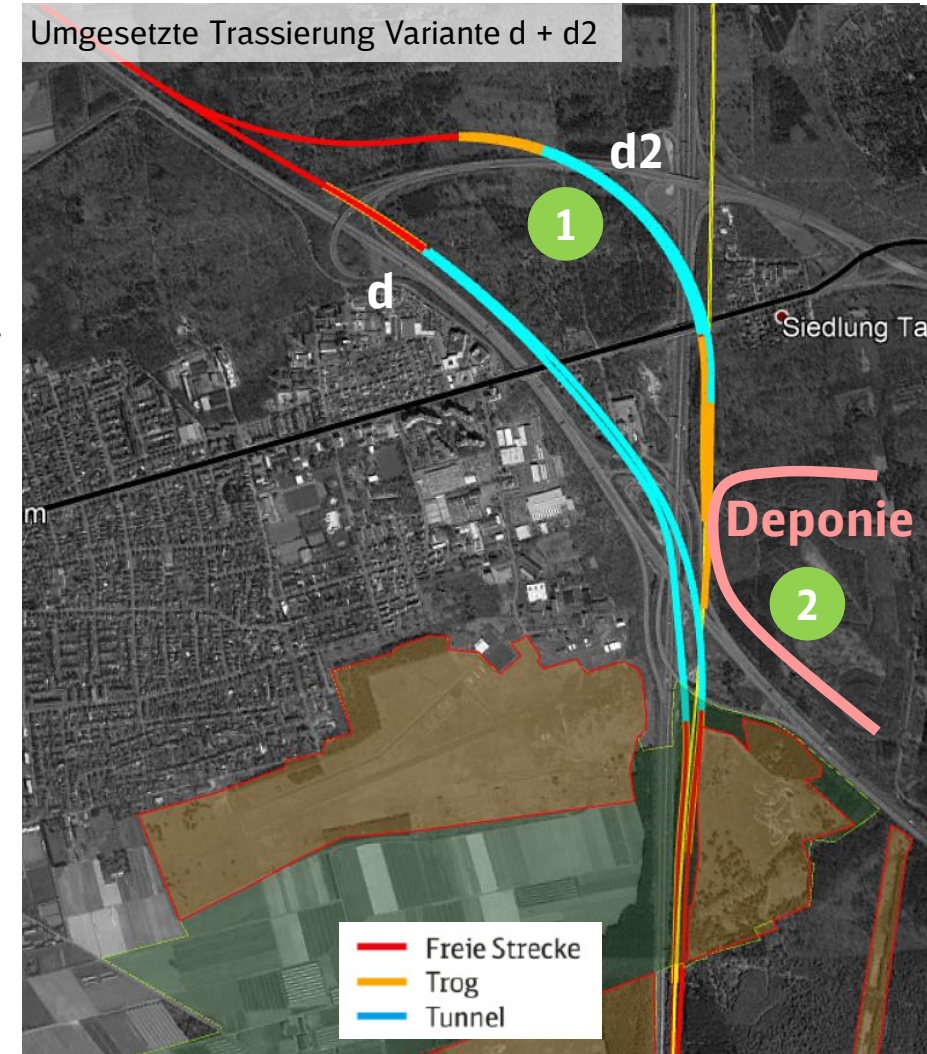 Umgesetzte Trassierung Variante d + d2
d2
1
d
Siedlung Ta
m
Deponie
2
Freie Strecke
Trog
Tunnel